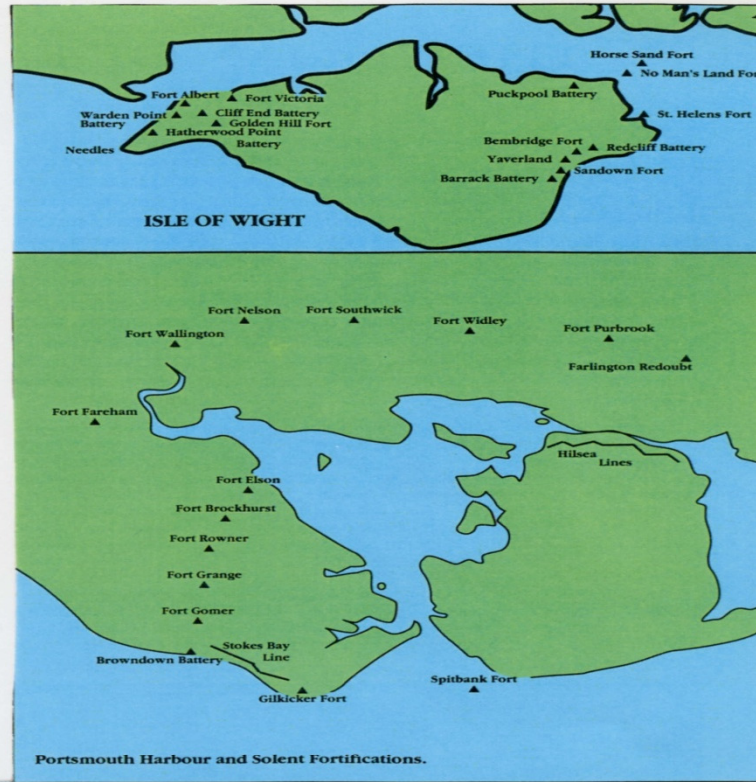 Horse Sand Fort
No Man's Land For
Fort Albert
Fort Victoria
Puckpool Battery
Warden Point
Battery
Cliff End Battery
Golden Hill Fort
St. Helens Fort
Hatherwood Point
Battery
Needles
Bembridge Fort
Redcliff Battery
Yaverland
Sandown Fort
Barrack Battery
ISLE OF WIGHT
Fort Nelson
Fort Southwick
Fort Widley
Fort Purbrook
Fort Wallington
Farlington Redoubt
Fort Fareham
Hilsea
Lines
Fort Elson
Fort Brockhurst
Fort Rowner
Fort Grange
Fort Gomer
Stokes Bay
Line
Browndown Battery
Gilkicker Fort
Spitbank Fort
Portsmouth Harbour and Solent Fortifications.